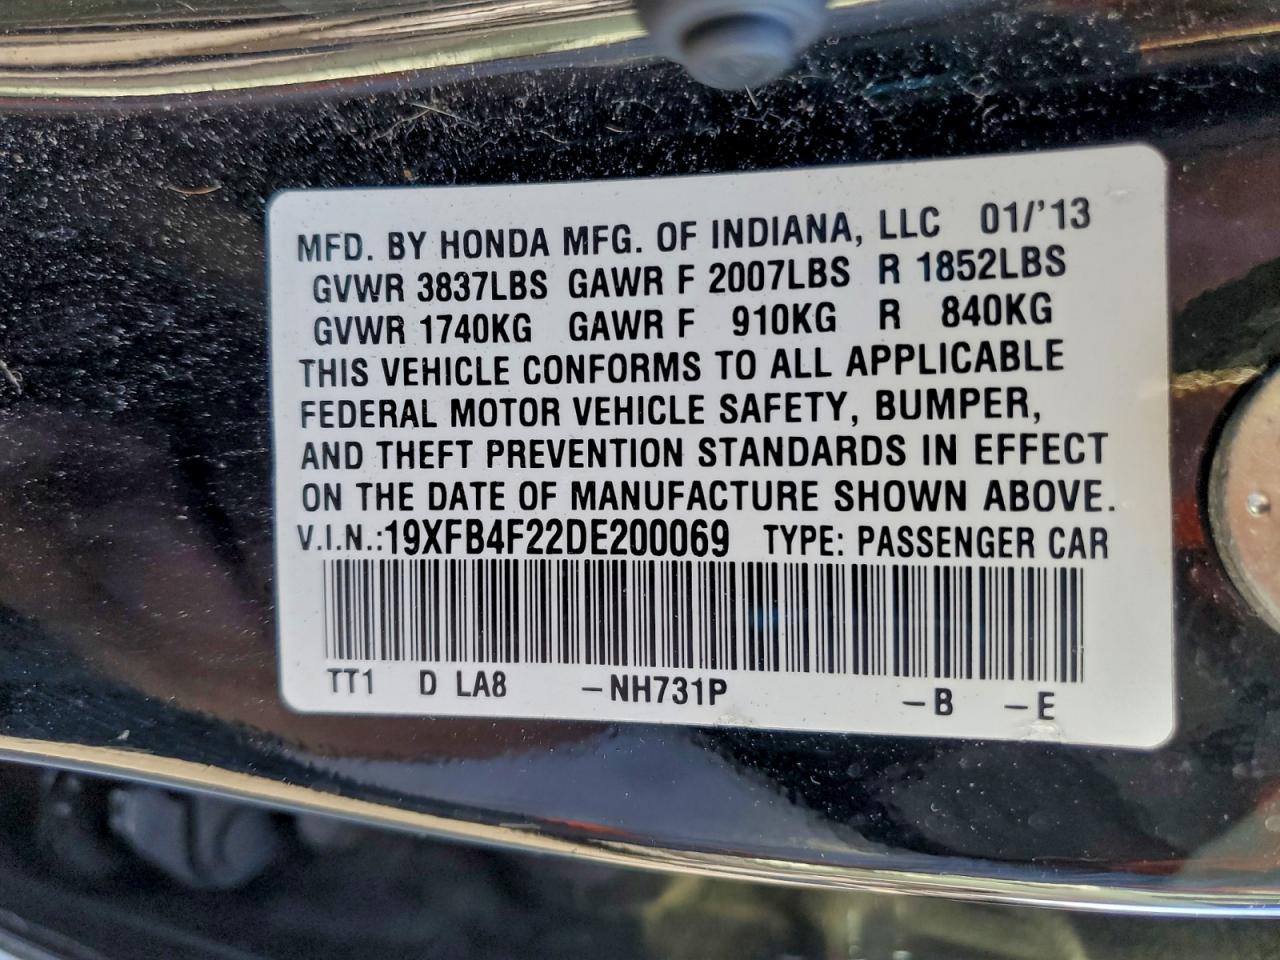 MFD. BY HONDA MFG. OF INDIANA, LLC 01/'13
GVWR 3837LBS GAWR F 2007LBS R 1852LBS
GVWR 1740KG GAWR F 910KG R 840KG
THIS VEHICLE CONFORMS TO ALL APPLICABLE
FEDERAL MOTOR VEHICLE SAFETY, BUMPER,
AND THEFT PREVENTION STANDARDS IN EFFECT
ON THE DATE OF MANUFACTURE SHOWN ABOVE.
V.I.N.:19XFB4F22DE200069 TYPE: PASSENGER CAR
TT1 D LA8 -NH731P -B -E